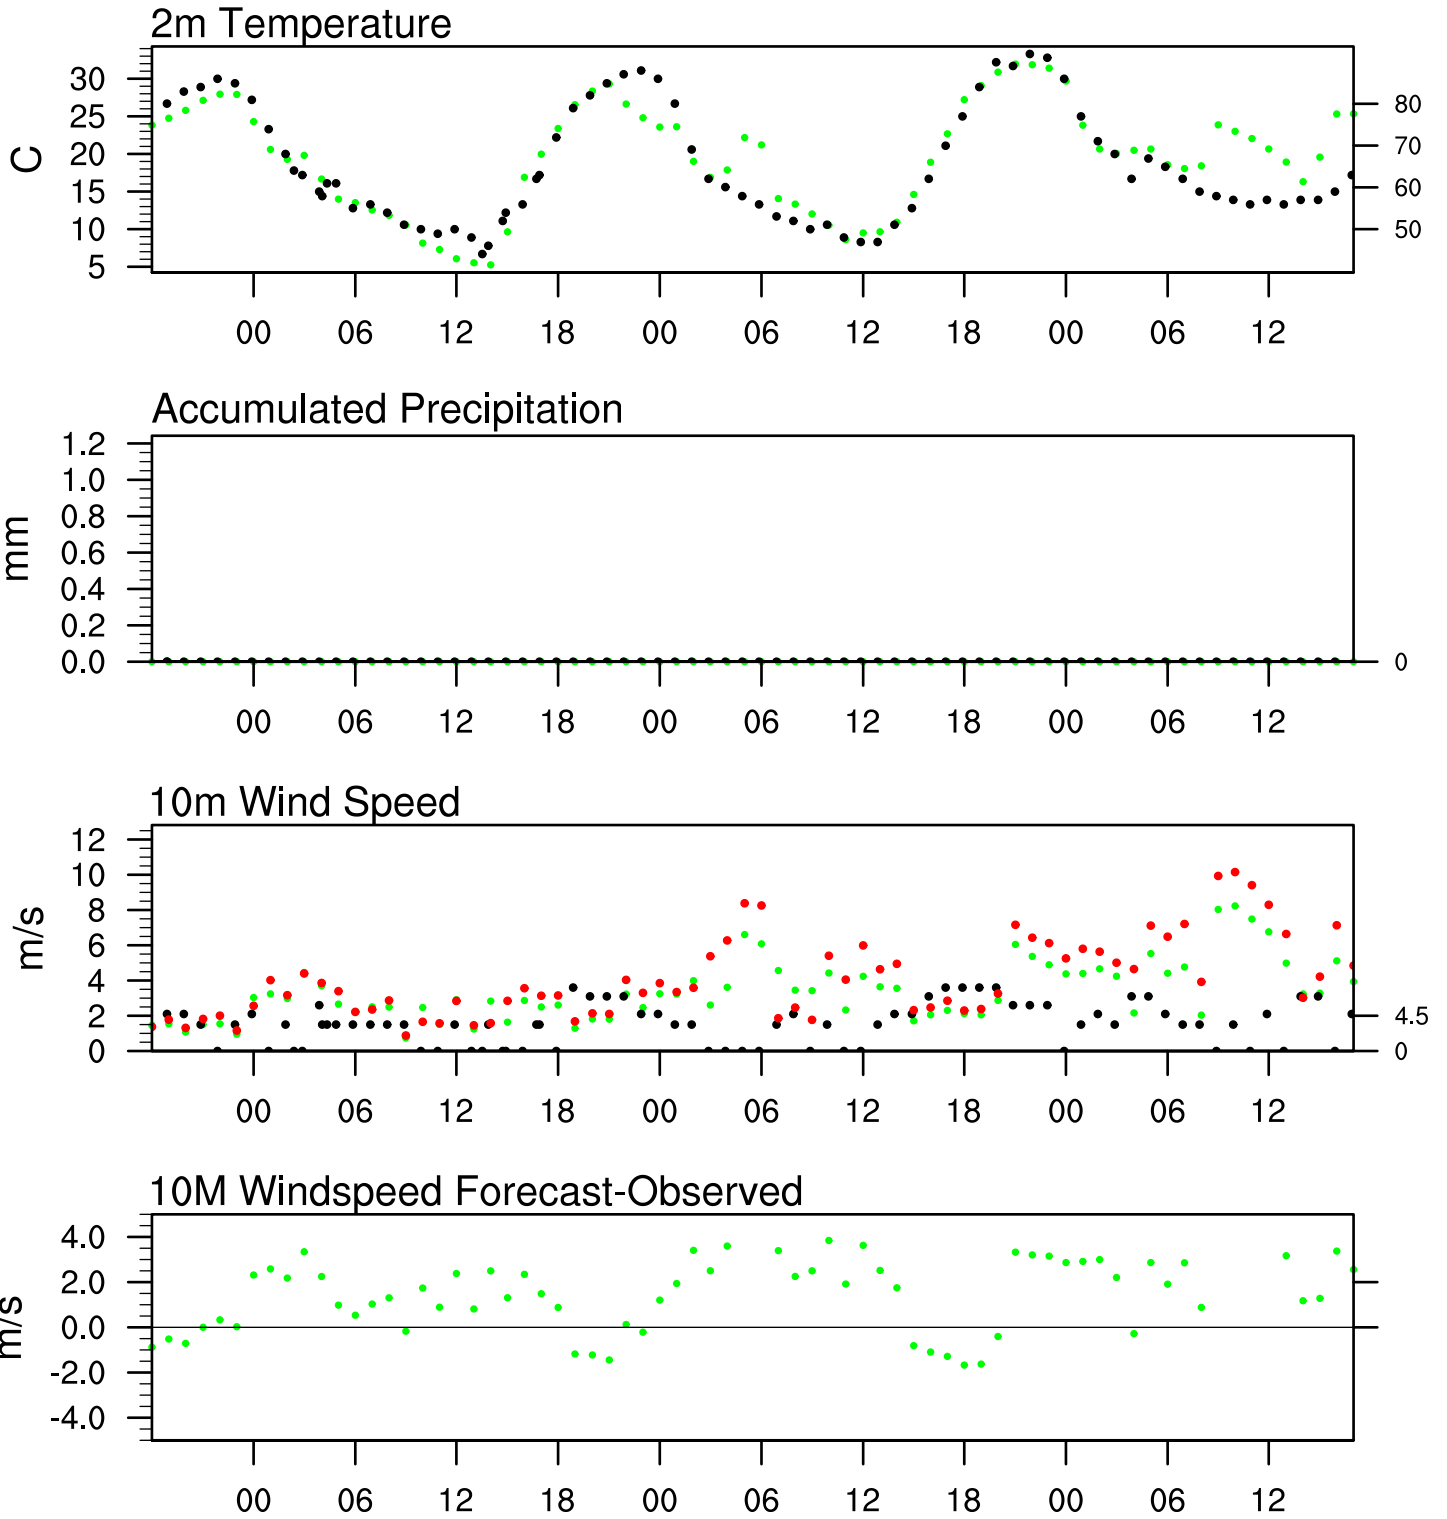 2m Temperature
C
30
25
20
15
10
5
80
70
60
50
00 06 12 18 00 06 12 18 00 06 12
Accumulated Precipitation
mm
1.2
1.0
0.8
0.6
0.4
0.2
0.0
0
00 06 12 18 00 06 12 18 00 06 12
10m Wind Speed
m/s
12
10
8
6
4
2
0
4.5
0
00 06 12 18 00 06 12 18 00 06 12
10M Windspeed Forecast-Observed
m/s
4.0
2.0
0.0
-2.0
-4.0
00 06 12 18 00 06 12 18 00 06 12